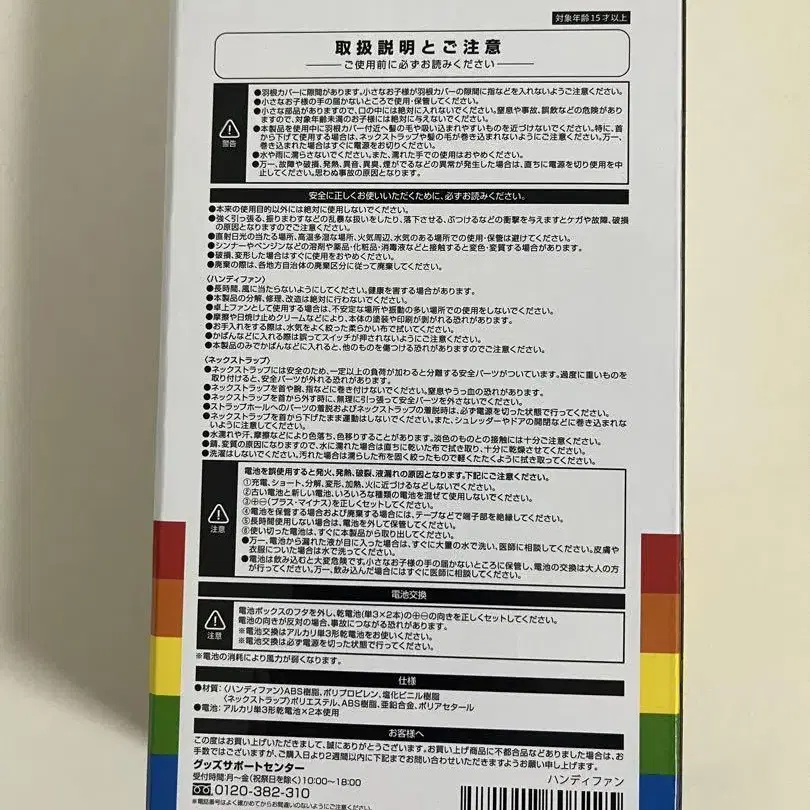 対象年齢15才以上
取扱説明とご注意
ご使用前に必ずお読みください
●羽根カバーに隙間があります。小さなお子様が羽根カバーの隙間に指などを入れないようご注意ください。
●小さなお子様の手の届かないところで使用・保管してください。
●小さな部品がありますので、口の中には絶対に入れないでください。窒息や事故、誤飲などの危険がありますので、対象年齢未満のお子様には絶対に与えないでください。
●本製品を使用中に羽根カバー付近へ髪の毛や吸い込まれやすいものを近づけないでください。特に、首
から下げて使用する場合は、ネックストラップや髪の毛が巻き込まれないようにご注意ください。万一、
巻き込まれた場合はすぐに電源をお切りください。
●水や雨に濡らさないでください。また、濡れた手での使用はおやめください。
●万一、故障や破損、発熱、異音、異臭、煙がでるなどの異常が発生した場合は、直ちに電源を切り使用を中
止してください。思わぬ事故の原因となります。
警告
安全に正しくお使いいただくために、必ずお読みください。
●本来の使用目的以外には絶対に使用しないでください。
●強く引っ張る、振りまわすなどの乱暴な扱いをしたり、落下させる、ぶつけるなどの衝撃を与えますとケガや故障、破損
の原因となりますのでご注意ください。
●直射日光の当たる場所、高温多湿な場所、火気周辺、水気のある場所での使用・保管は避けてください。
●シンナーやベンジンなどの溶剤や薬品・化粧品・消毒液などと接触すると変色・変質する場合があります。
●破損、変形した場合はすぐに使用をおやめください。
●廃棄の際は、各地方自治体の廃棄区分に従って廃棄してください。
〈ハンディファン〉
●長時間、風に当たらないようにしてください。健康を害する場合があります。
●本製品の分解、修理、改造は絶対に行わないでください。
●卓上ファンとして使用する場合は、不安定な場所や振動の多い場所での使用をしないでください。
●摩擦や日焼け止めクリームなどにより、本体の塗装や印刷が剥がれる恐れがあります。
●お手入れをする際は、水気をよく絞った柔らかい布で拭いてください。
●かばんなどに入れる際は誤ってスイッチが押されないようにご注意ください。
●本製品のみでかばんなどに入れると、他のものを傷つける恐れがありますのでご注意ください。
〈ネックストラップ〉
●ネックストラップには安全のため、一定以上の負荷が加わると分離する安全パーツがついています。過度に重いものを
取り付けると、安全パーツが外れる恐れがあります。
●ネックストラップを首や腕、指などに巻き付けないでください。窒息やうっ血の恐れがあります。
●ネックストラップを首から外す時に、無理に引っ張って安全パーツを外さないでください。
●ストラップホールへのパーツの着脱およびネックストラップの着脱時は、必ず電源を切った状態で行ってください。
●ネックストラップを首から下げたまま運動はしないでください。また、シュレッダーやドアの開閉などに巻き込まれな
いように注意してください。
●水濡れや汗、摩擦などにより色落ち、色移りすることがあります。淡色のものとの接触には十分ご注意ください。
●錆、変質の原因になりますので、水に濡れた場合は直ちに乾いた布で拭き取り、十分に乾燥させてください。
●洗濯はしないでください。汚れた場合は濡らした布を固く絞ったもので軽くたたくように拭き取ってください。
電池を誤使用すると発火、発熱、破裂、液漏れの原因となります。下記にご注意ください。
①充電、ショート、分解、変形、加熱、火に近づけるなどしないでください。
②古い電池と新しい電池、いろいろな種類の電池を混ぜて使用しないでください。
③⊕⊖(プラス・マイナス)を正しくセットしてください。
④電池を保管する場合および廃棄する場合には、テープなどで端子部を絶縁してください。
⑤長時間使用しない場合は、電池を外して保管してください。
⑥使い切った電池は、すぐに本製品から取り出してください。
●万一、電池から漏れた液が目に入った場合は、すぐに大量の水で洗い、医師に相談してください。皮膚や
衣服についた場合は水で洗ってください。
●電池は飲み込むと大変危険です。小さなお子様の手の届かないところに保管し、電池の交換は大人の方
が行ってください。万一、飲み込んだ場合にはすぐに医師に相談してください。
注意
電池交換
電池ボックスのフタを外し、乾電池(単3×2本)の⊕⊖の向きを正しくセットしてください。
電池の向きが反対の場合、事故につながる恐れがあります。
※電池交換はアルカリ単3形乾電池をお使いください。
※電池交換は必ず電源を切った状態で行ってください。
注意
※電池の消耗により風力が弱くなります。
仕様
●材質:〈ハンディファン〉ABS樹脂、ポリプロピレン、塩化ビニル樹脂
〈ネックストラップ〉ポリエステル、ABS樹脂、亜鉛合金、ポリアセタール
●電池:アルカリ単3形乾電池×2本使用
お客様へ
この度はお買い上げいただきまして、誠にありがとうございます。お買い上げ商品に不都合品などありました場合は、お
手数ではございますが、ご購入日より2週間以内に下記までお問い合わせいただきますようお願い申し上げます。
グッズサポートセンター
受付時間:月〜金(祝祭日を除く)10:00〜18:00
0120-382-310
※電話番号はよく確かめてからお間違いのないようにおかけください。
ハンディファン